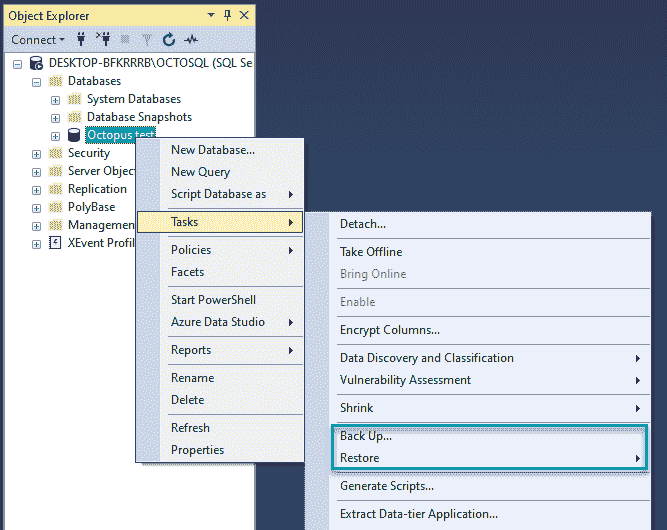 Object Explorer
Connect
DESKTOP-BFKRRRB\OCTOSQL (SQL Se
Databases
System Databases
Database Snapshots
Octopus test
Security
Server Objec
Replication
PolyBase
Managemen
XEvent Profil
New Database...
New Query
Script Database as
Tasks
Policies
Facets
Start PowerShell
Azure Data Studio
Reports
Rename
Delete
Refresh
Properties
Detach...
Take Offline
Bring Online
Enable
Encrypt Columns...
Data Discovery and Classification
Vulnerability Assessment
Shrink
Back Up...
Restore
Generate Scripts...
Extract Data-tier Application...